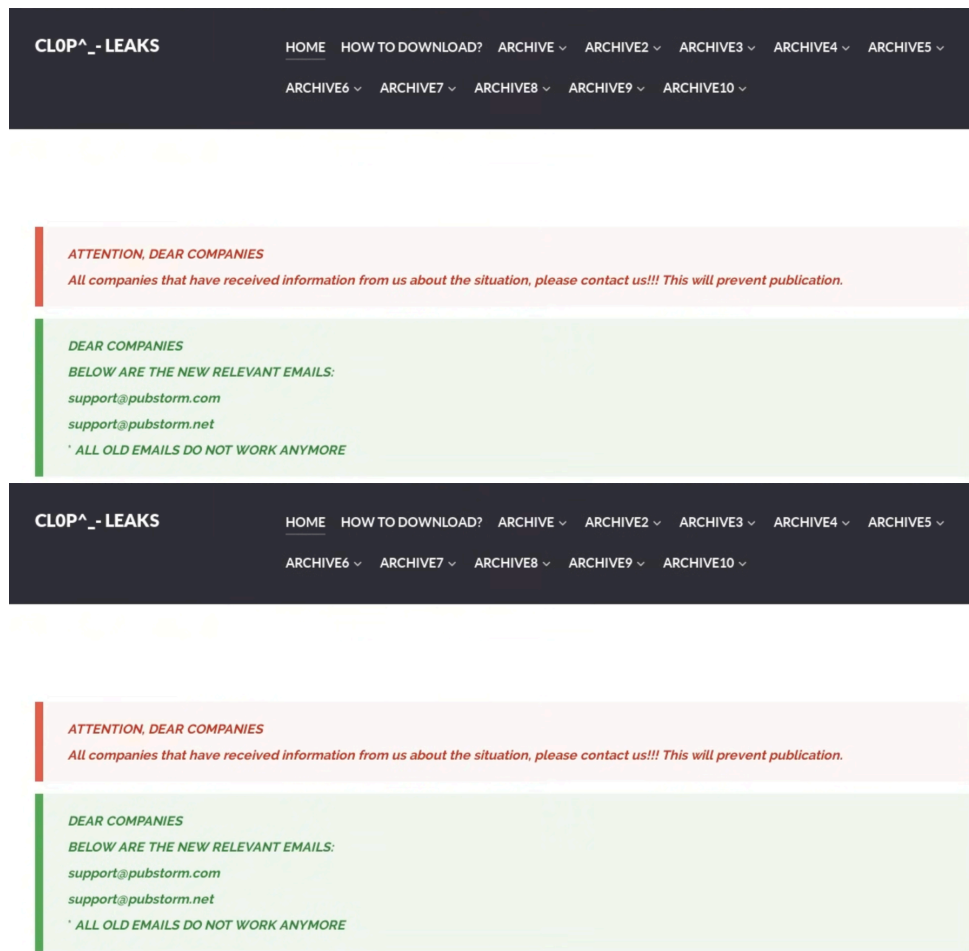 CL0P^_- LEAKS
HOME HOW TO DOWNLOAD? ARCHIVE ARCHIVE2 ARCHIVE3 ARCHIVE4 ARCHIVE5
ARCHIVE6 ARCHIVE7 ARCHIVE8 ARCHIVE9 ARCHIVE10
ATTENTION, DEAR COMPANIES
All companies that have received information from us about the situation, please contact us!!! This will prevent publication.
DEAR COMPANIES
BELOW ARE THE NEW RELEVANT EMAILS:
support@pubstorm.com
support@pubstorm.net
* ALL OLD EMAILS DO NOT WORK ANYMORE
CL0P^_- LEAKS
HOME HOW TO DOWNLOAD? ARCHIVE ARCHIVE2 ARCHIVE3 ARCHIVE4 ARCHIVE5
ARCHIVE6 ARCHIVE7 ARCHIVE8 ARCHIVE9 ARCHIVE10
ATTENTION, DEAR COMPANIES
All companies that have received information from us about the situation, please contact us!!! This will prevent publication.
DEAR COMPANIES
BELOW ARE THE NEW RELEVANT EMAILS:
support@pubstorm.com
support@pubstorm.net
* ALL OLD EMAILS DO NOT WORK ANYMORE